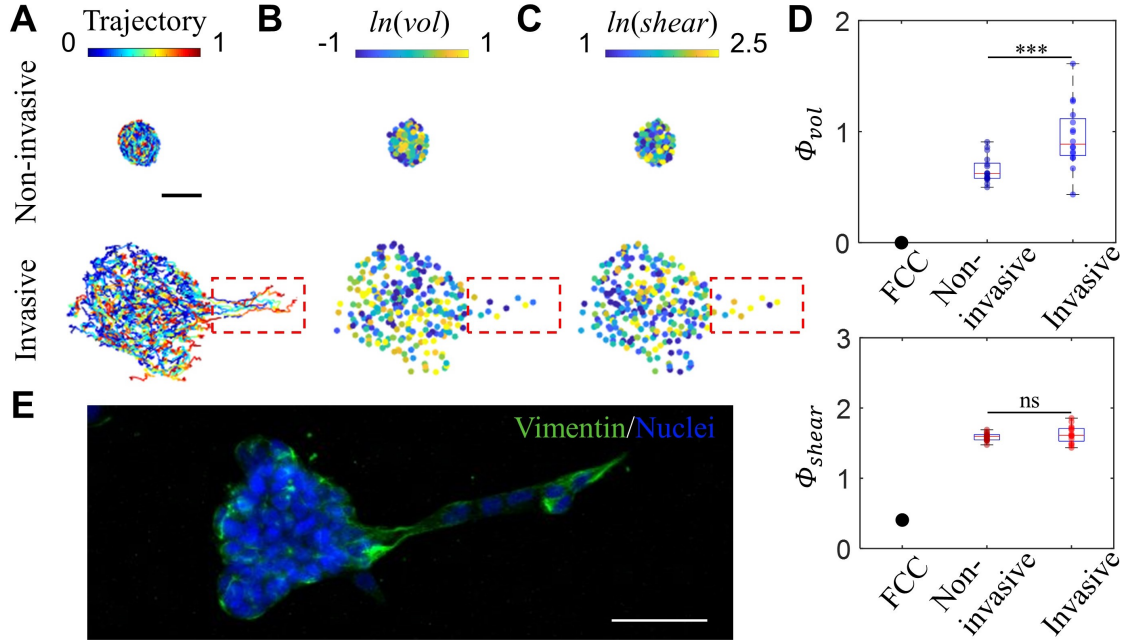 A
Trajectory
0
1
B
ln(vol)
-1
1
C
ln(shear)
1
2.5
D
Non-invasive
Invasive
2
1
0
Φvol
***
FCC
Non-
invasive
Invasive
3
2
1
0
Φshear
ns
FCC
Non-
invasive
Invasive
E
Vimentin/Nuclei